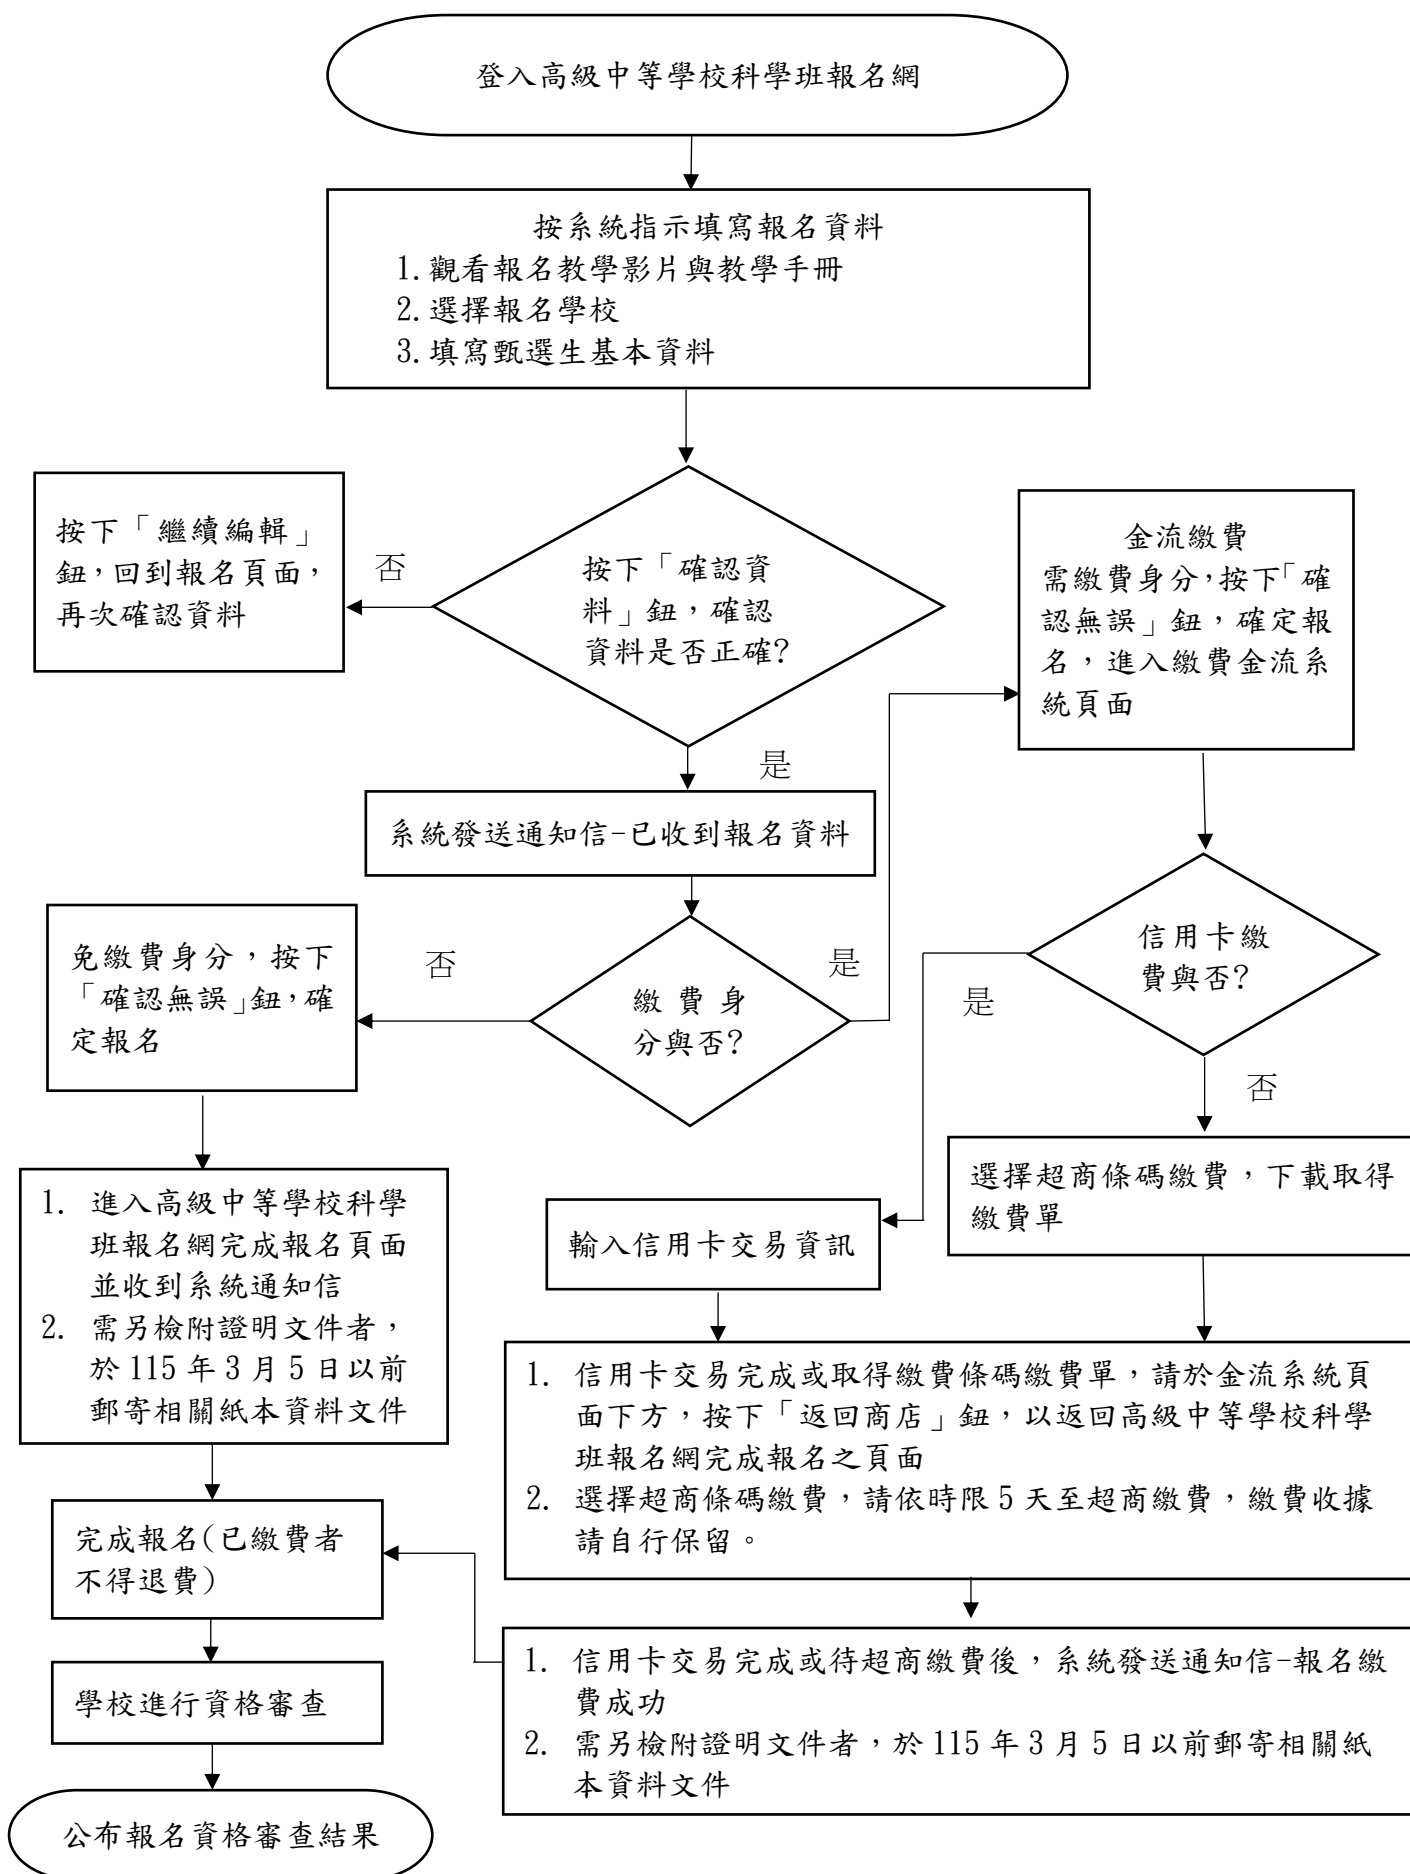 登入高級中等學校科學班報名網
按系統指示填寫報名資料
1.觀看報名教學影片與教學手冊
2.選擇報名學校
3.填寫甄選生基本資料
按下「繼續編輯」
鈕，回到報名頁面，
再次確認資料
否
按下「確認資
料」鈕，確認
資料是否正確?
是
系統發送通知信-已收到報名資料
金流繳費
需繳費身分，按下「確
認無誤」鈕，確定報
名，進入繳費金流系
統頁面
免繳費身分，按下
「確認無誤」鈕，確
定報名
否
繳費身
分與否?
是
信用卡繳
費與否?
是
否
選擇超商條碼繳費，下載取得
繳費單
輸入信用卡交易資訊
1. 進入高級中等學校科學
班報名網完成報名頁面
並收到系統通知信
2. 需另檢附證明文件者，
於115年3月5日以前
郵寄相關紙本資料文件
1. 信用卡交易完成或取得繳費條碼繳費單，請於金流系統頁
面下方，按下「返回商店」鈕，以返回高級中等學校科學
班報名網完成報名之頁面
2. 選擇超商條碼繳費，請依時限5天至超商繳費，繳費收據
請自行保留。
完成報名(已繳費者
不得退費)
1. 信用卡交易完成或待超商繳費後，系統發送通知信-報名繳
費成功
2. 需另檢附證明文件者，於115年3月5日以前郵寄相關紙
本資料文件
學校進行資格審查
公布報名資格審查結果